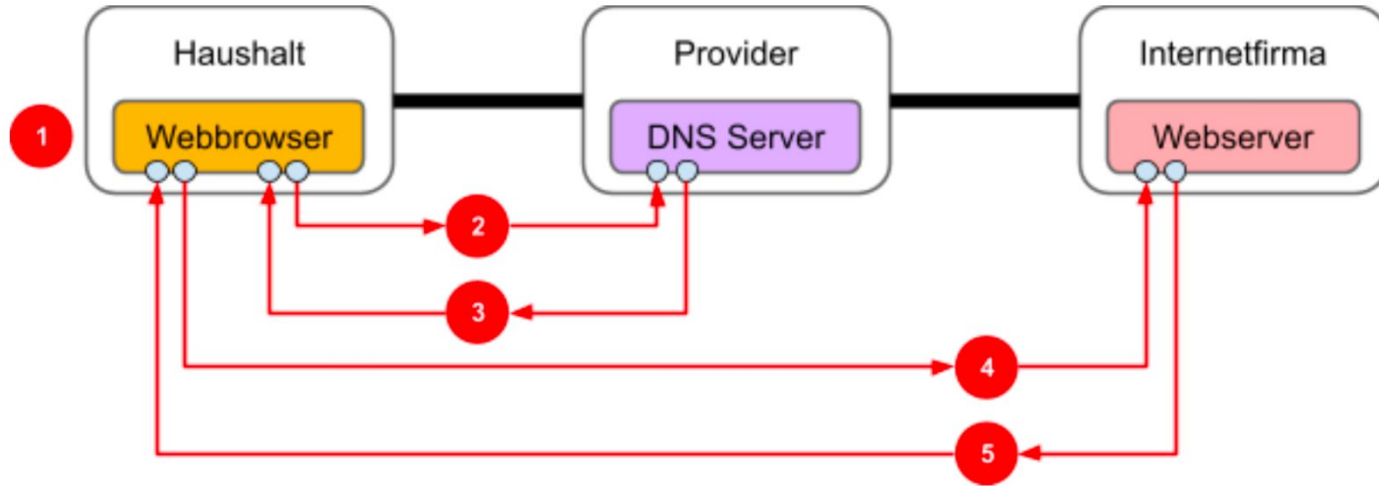 Haushalt
Provider
Internetfirma
1
Webbrowser
DNS Server
Webserver
2
3
4
5